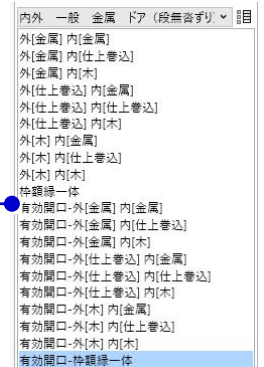 内外 一般 金属 ドア（段無沓ずり）
外[金属] 内[金属]
外[金属] 内[仕上巻込]
外[金属] 内[木]
外[仕上巻込] 内[金属]
外[仕上巻込] 内[仕上巻込]
外[仕上巻込] 内[木]
外[木] 内[金属]
外[木] 内[仕上巻込]
外[木] 内[木]
枠額縁一体
有効開口-外[金属] 内[金属]
有効開口-外[金属] 内[仕上巻込]
有効開口-外[金属] 内[木]
有効開口-外[仕上巻込] 内[金属]
有効開口-外[仕上巻込] 内[仕上巻込]
有効開口-外[仕上巻込] 内[木]
有効開口-外[木] 内[金属]
有効開口-外[木] 内[仕上巻込]
有効開口-外[木] 内[木]
有効開口-枠額縁一体